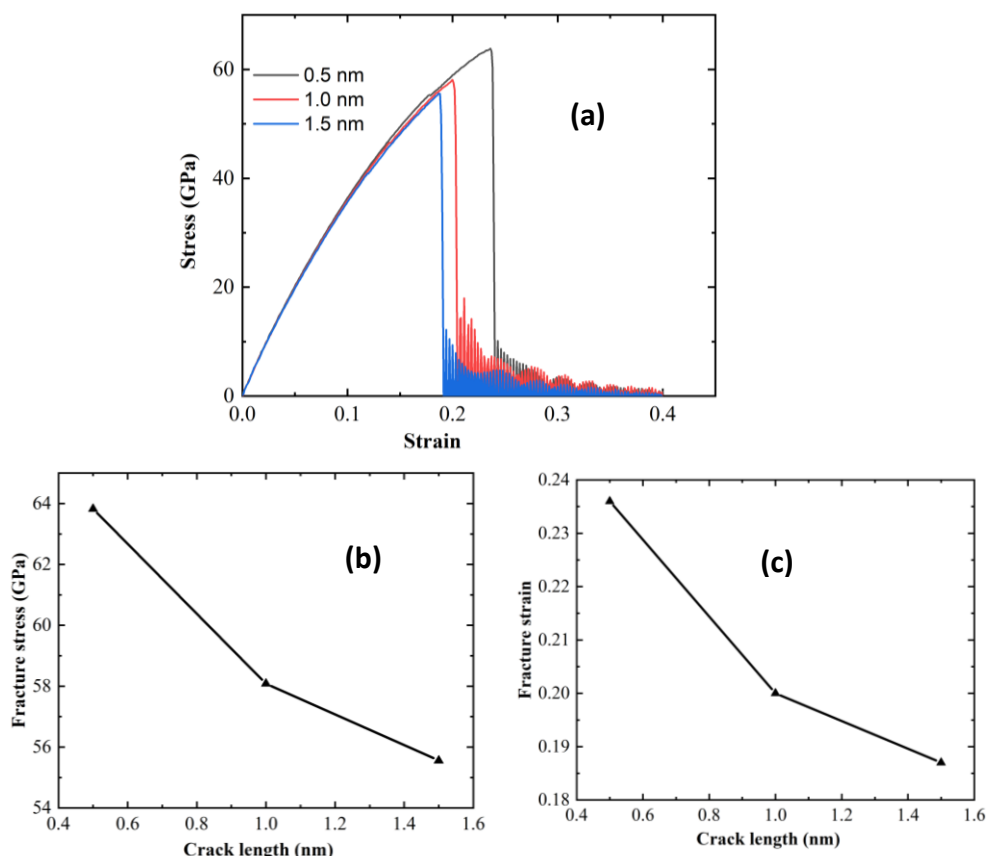 60
40
20
0
0.0 0.1 0.2 0.3 0.4
Stress (GPa)
Strain
0.5 nm
1.0 nm
1.5 nm
(a)
64
62
60
58
56
54
0.4 0.6 0.8 1.0 1.2 1.4 1.6
Fracture stress (GPa)
Crack length (nm)
(b)
0.24
0.23
0.22
0.21
0.20
0.19
0.18
0.4 0.6 0.8 1.0 1.2 1.4 1.6
Fracture strain
Crack length (nm)
(c)